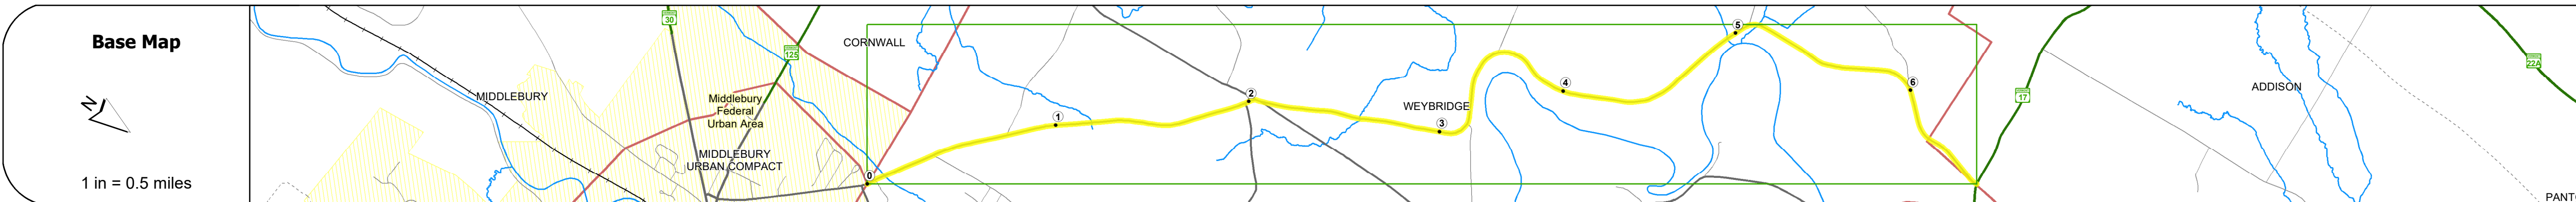 Base Map
N
1 in = 0.5 miles
30
125
CORNWALL
MIDDLEBURY
Middlebury
Federal
Urban Area
MIDDLEBURY
URBAN COMPACT
0
1
2
WEYBRIDGE
3
4
5
6
17
ADDISON
22A
PANT